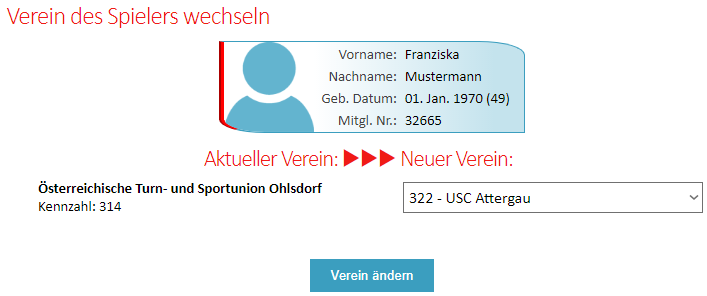 Verein des Spielers wechseln
Vorname: Franziska
Nachname: Mustermann
Geb. Datum: 01. Jan. 1970 (49)
Mitgl. Nr.: 32665
Aktueller Verein: ▶▶▶ Neuer Verein:
Österreichische Turn- und Sportunion Ohlsdorf
Kennzahl: 314
322 - USC Attergau
Verein ändern